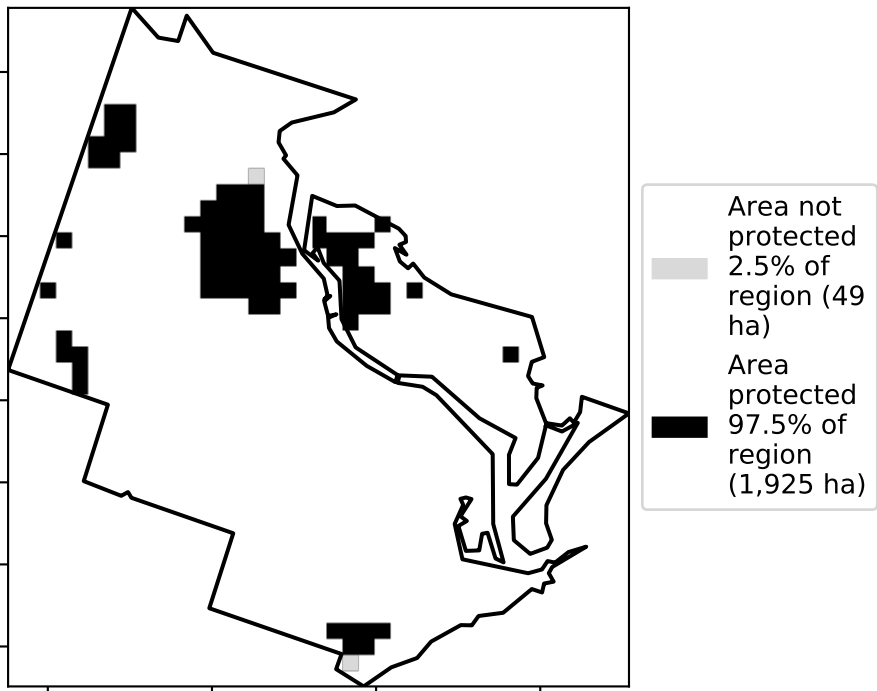 Area not
protected
2.5% of
region (49
ha)
Area
protected
97.5% of
region
(1,925 ha)